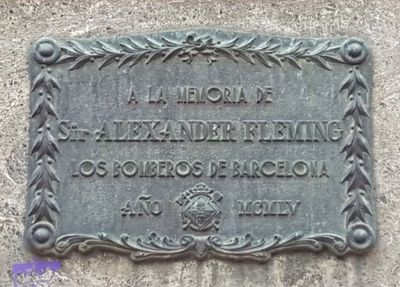 A LA MEMORIA DE
Sir ALEXANDER FLEMING
LOS BOMBEROS DE BARCELONA
AÑO MCMLV